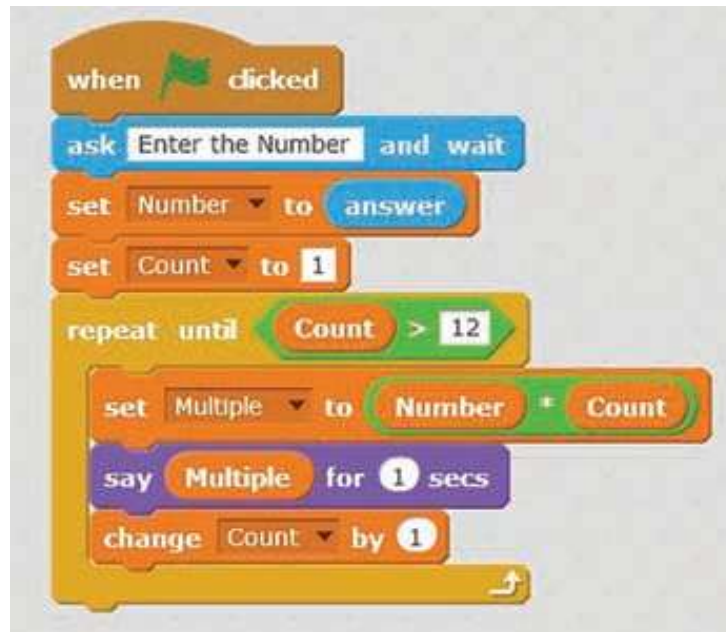 when clicked
ask Enter the Number and wait
set Number to answer
set Count to 1
repeat until Count > 12
set Multiple to Number * Count
say Multiple for 1 secs
change Count by 1